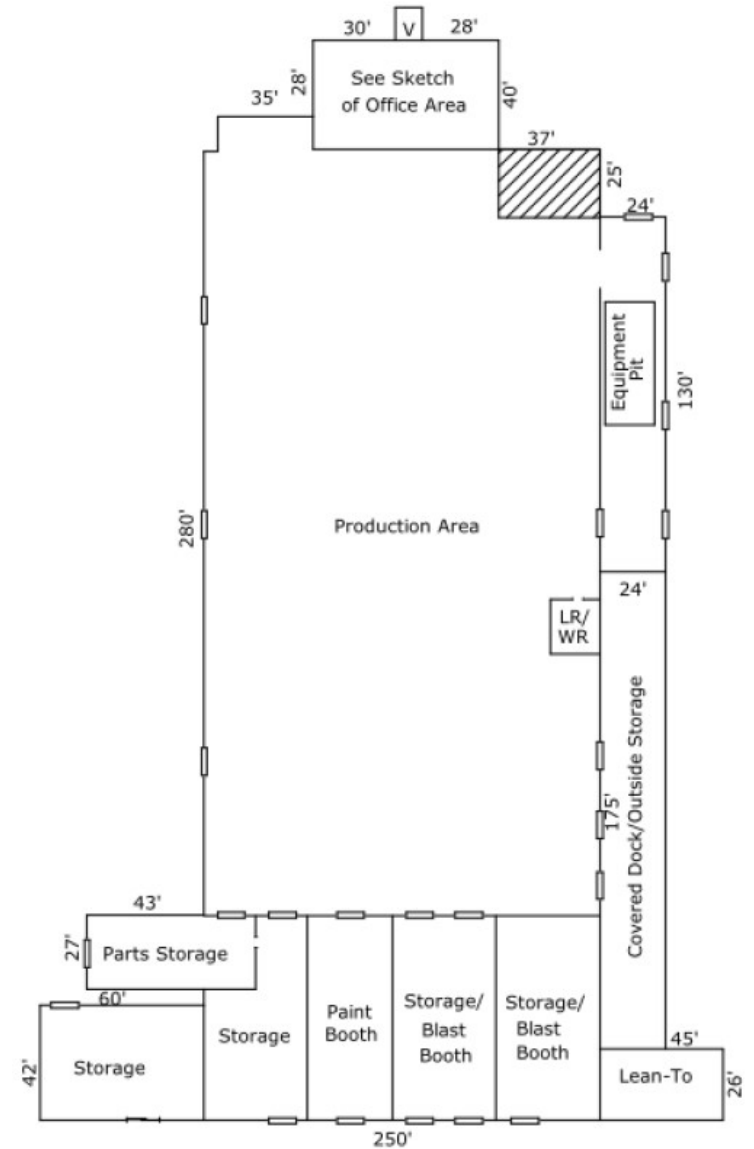 30'
V
28'
28'
See Sketch
of Office Area
40'
35'
37'
25'
24'
Equipment
Pit
130'
280'
Production Area
24'
LR/
WR
Covered Dock/Outside Storage
175'
43'
27'
Parts Storage
60'
42'
Storage
Storage
Paint
Booth
Storage/
Blast
Booth
Storage/
Blast
Booth
45'
Lean-To
26'
250'